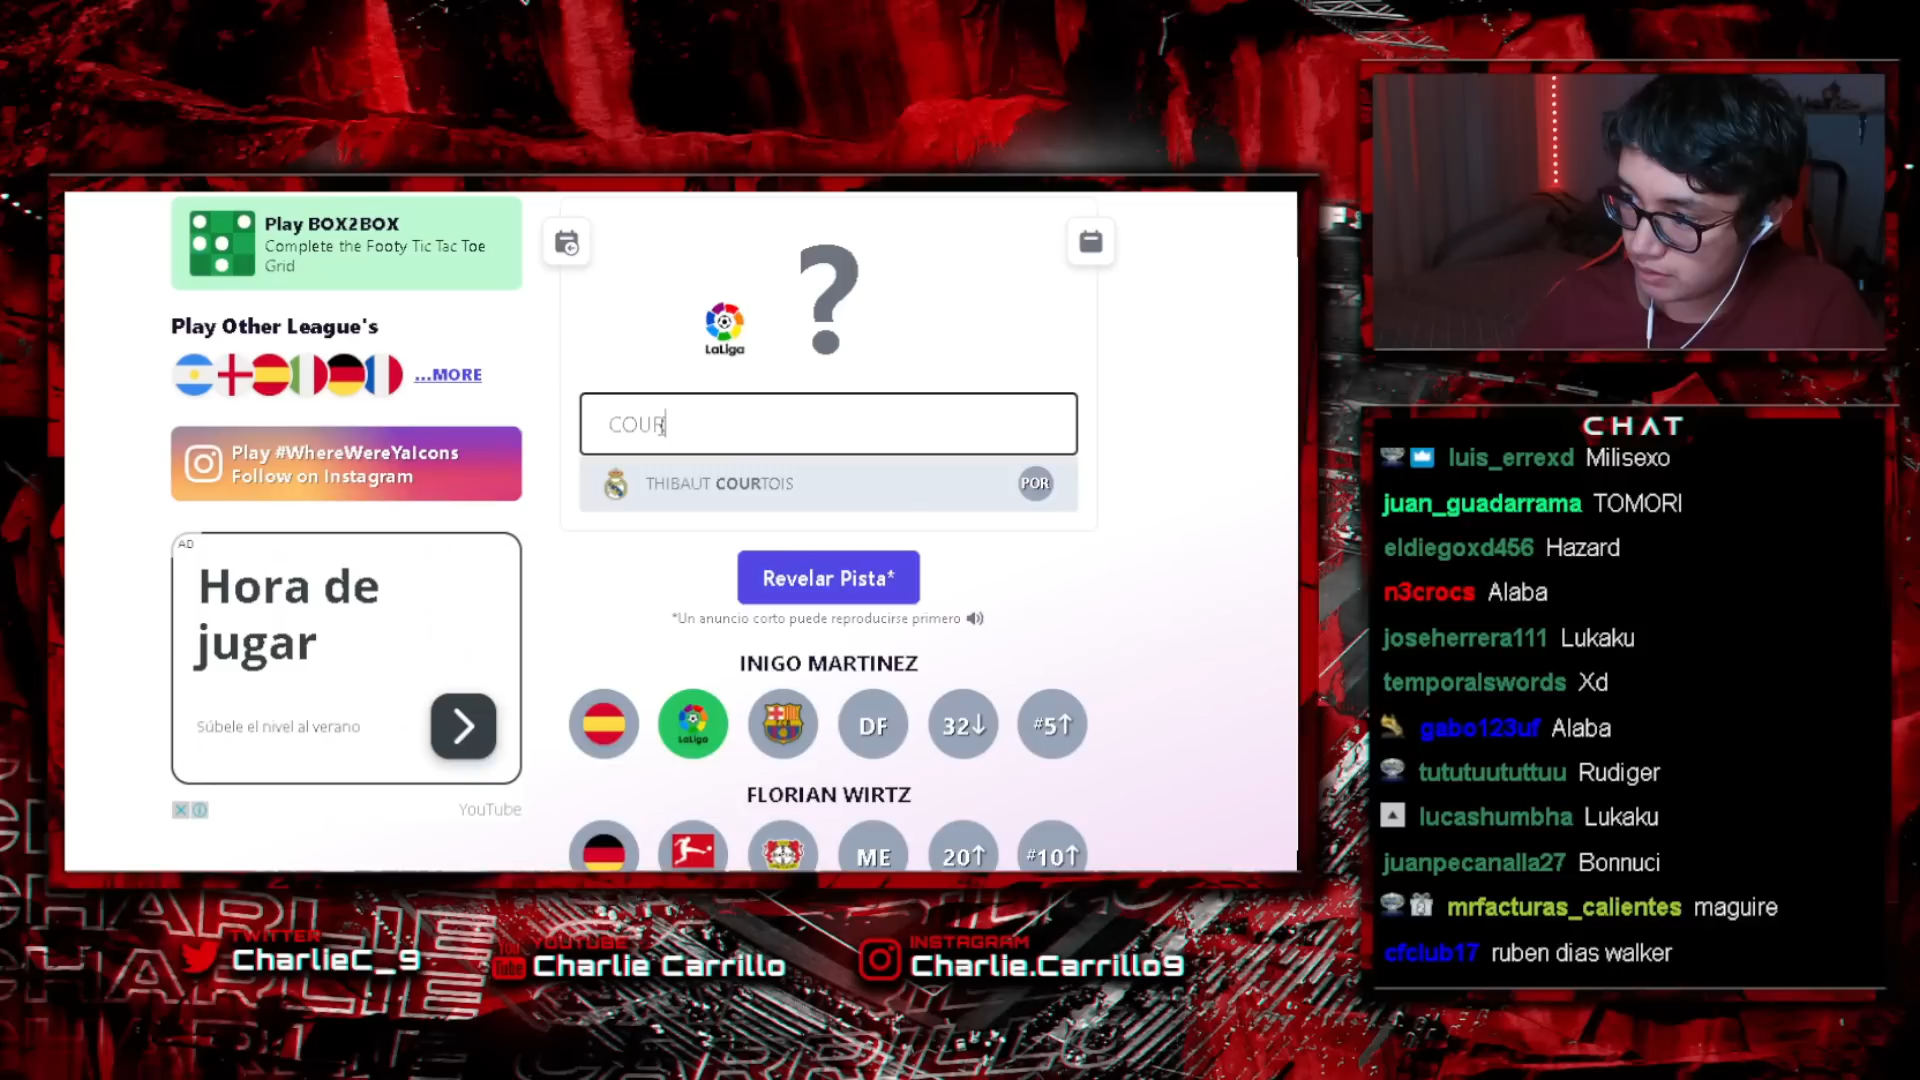 Play BOX2BOX
Complete the Footy Tic Tac Toe
Grid
Play Other League's
...MORE
Play #WhereWereYaIcons
Follow on Instagram
AD
Hora de
jugar
Súbele el nivel al verano
YouTube
?
LaLiga
COUR
THIBAUT COURTOIS
POR
Revelar Pista*
*Un anuncio corto puede reproducirse primero
INIGO MARTINEZ
LaLiga
DF
32↓
#5↑
FLORIAN WIRTZ
ME
20↑
#10↑
CHAT
luis_errexd Milisexo
juan_guadarrama TOMORI
eldiegoxd456 Hazard
n3crocs Alaba
joseherrera111 Lukaku
temporalswords Xd
gabo123uf Alaba
tututuututtuu Rudiger
lucashumbha Lukaku
juanpecanalla27 Bonnuci
mrfacturas_calientes maguire
cfclub17 ruben dias walker
TWITTER
CharlieC_9
YOUTUBE
Charlie Carrillo
INSTAGRAM
Charlie.Carrillo9